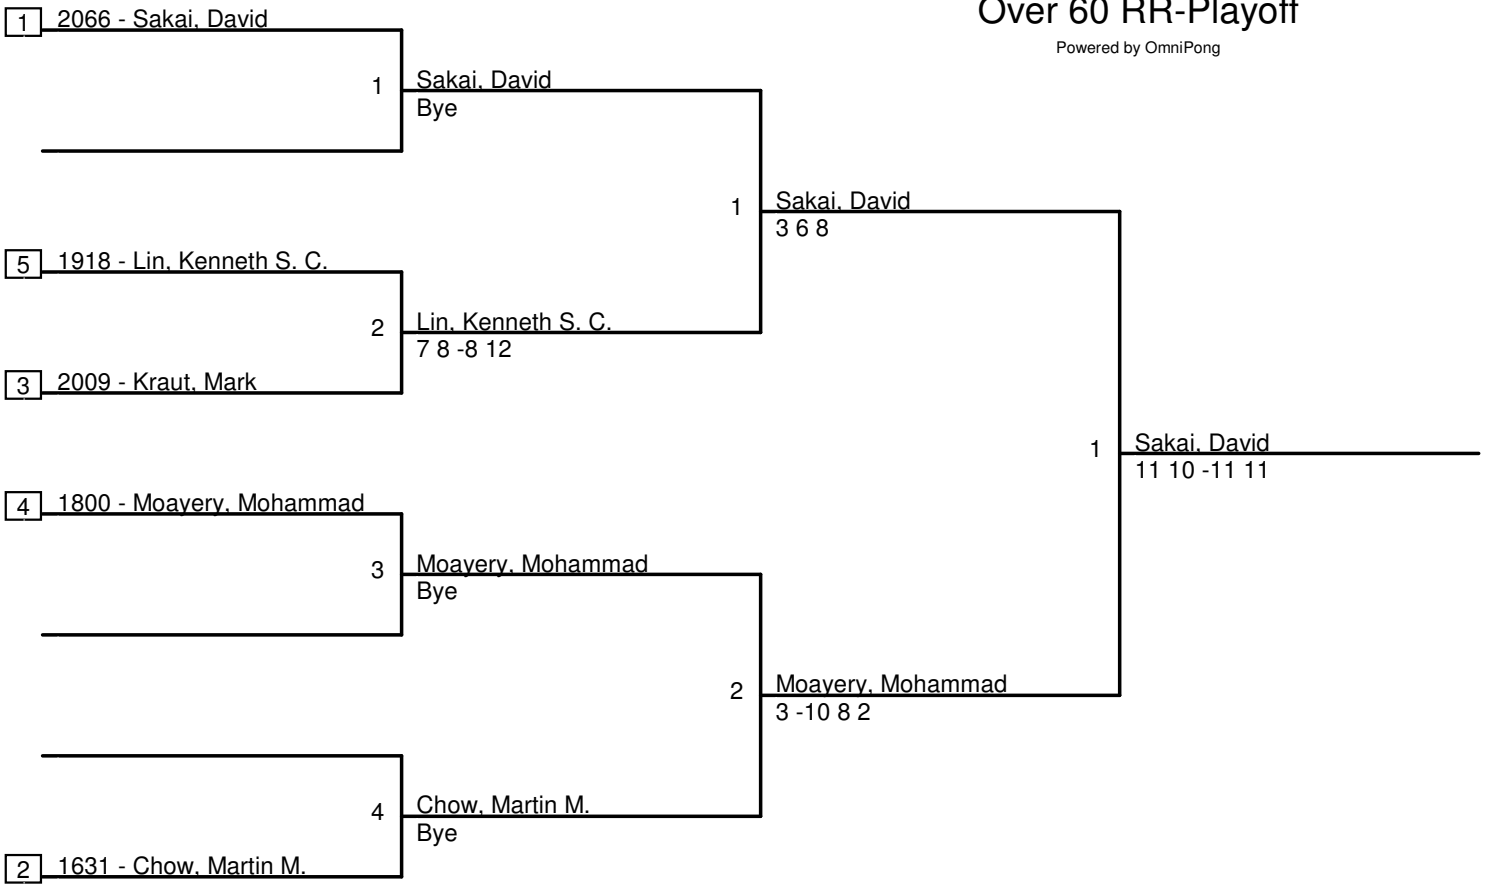 Over 60 RR-Playoff
Powered by OmniPong
1 2066 - Sakai, David
1 Sakai, David
Bye
1 Sakai, David
3 6 8
5 1918 - Lin, Kenneth S. C.
2 Lin, Kenneth S. C.
7 8 -8 12
3 2009 - Kraut, Mark
1 Sakai, David
11 10 -11 11
4 1800 - Moayery, Mohammad
3 Moayery, Mohammad
Bye
2 Moayery, Mohammad
3 -10 8 2
4 Chow, Martin M.
Bye
2 1631 - Chow, Martin M.